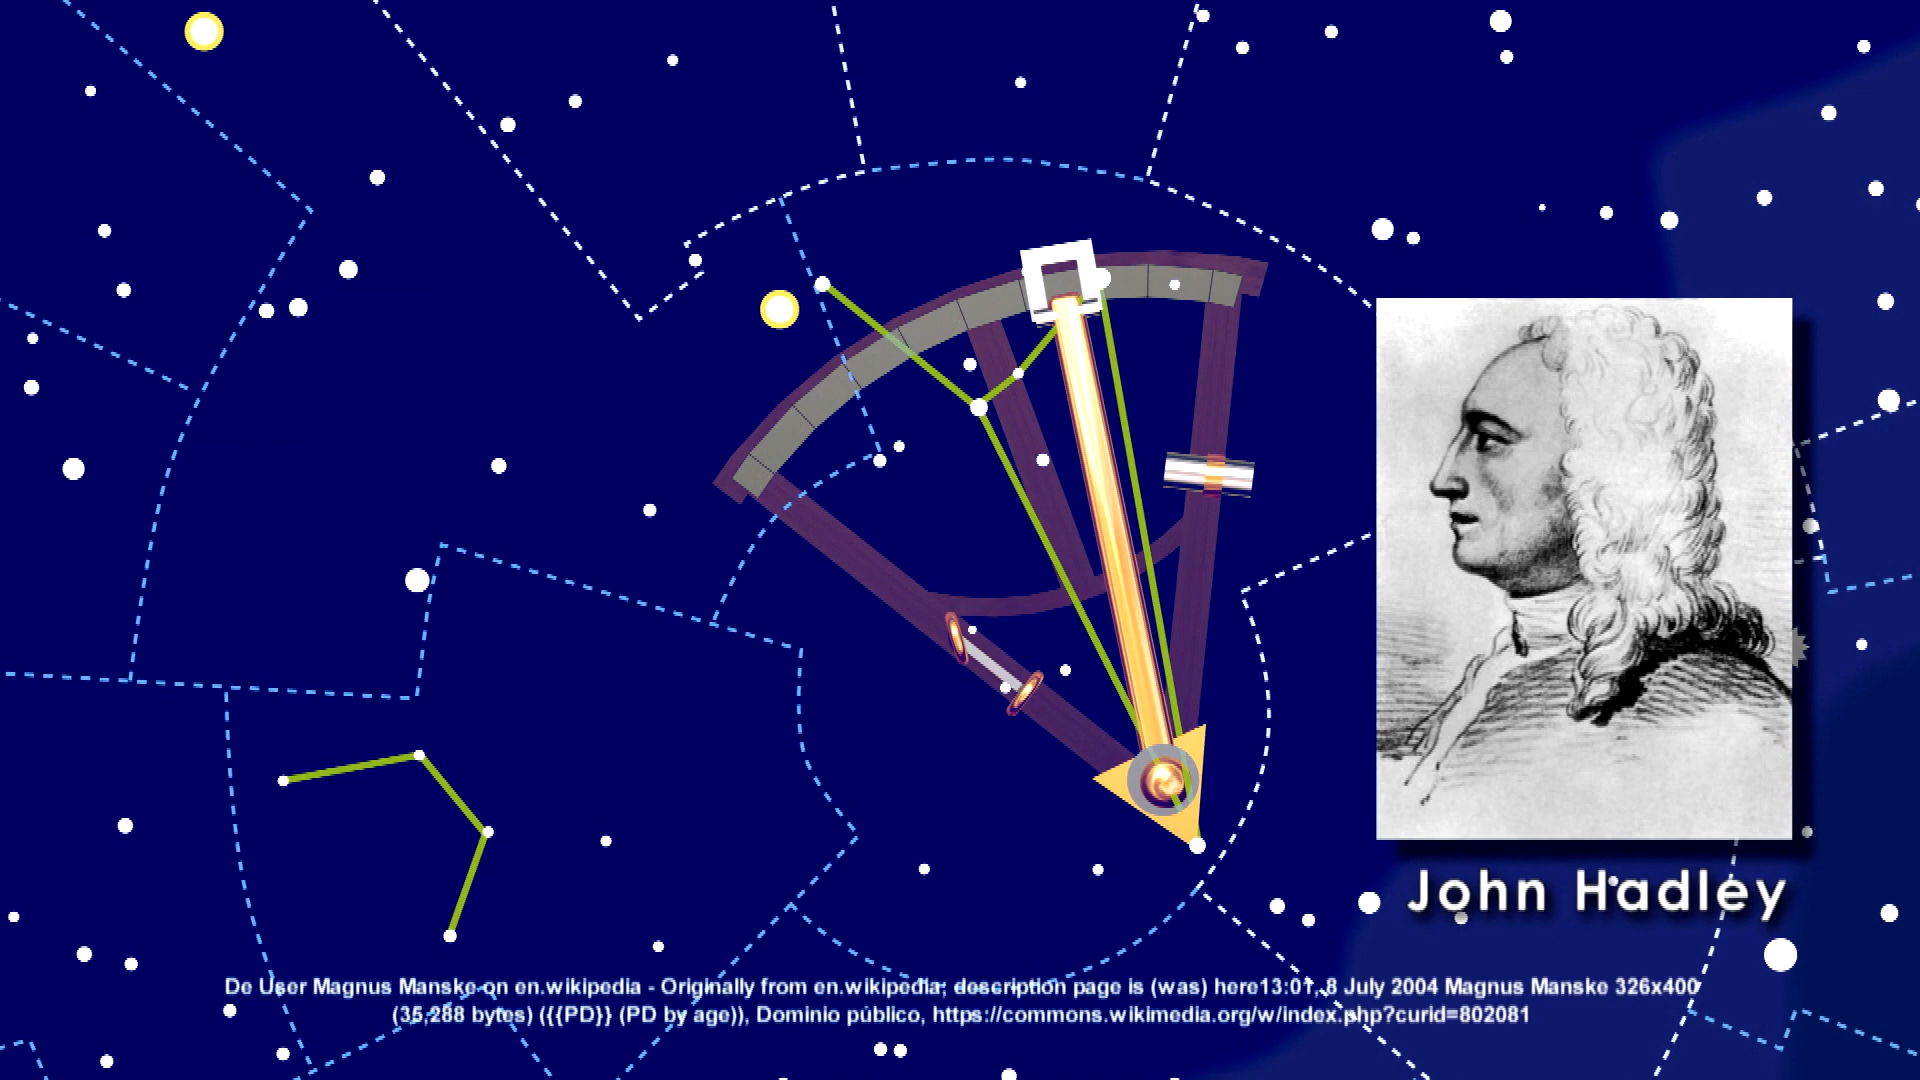 John Hadley
De User Magnus Manske on en.wikipedia - Originally from en.wikipedia; description page is (was) here13:01, 8 July 2004 Magnus Manske 326x400
(35,288 bytes) ({{PD}} (PD by age)), Dominio público, https://commons.wikimedia.org/w/index.php?curid=802081